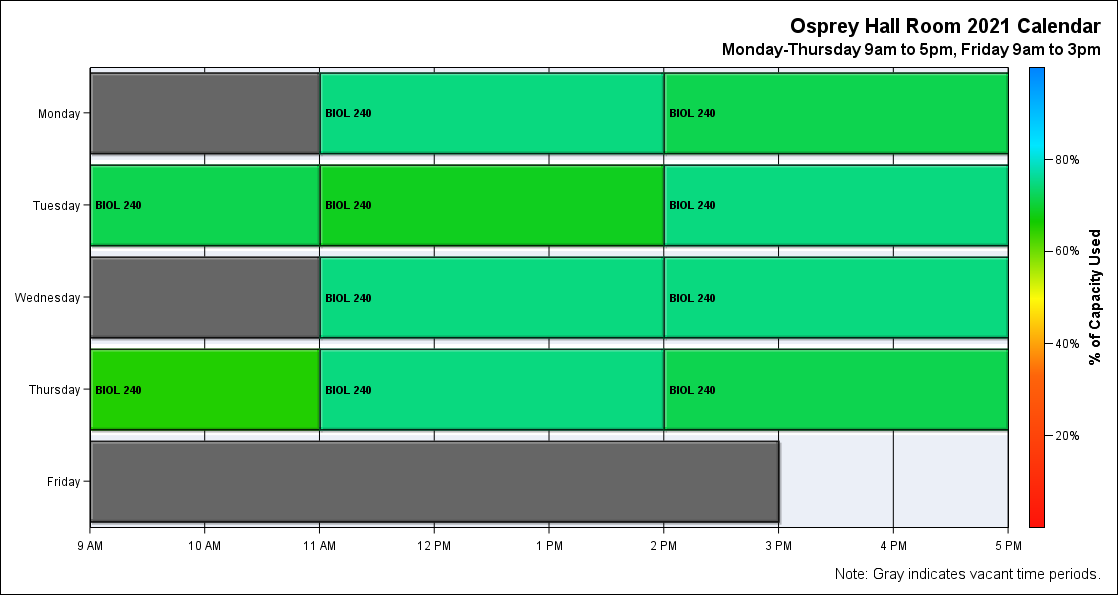 Osprey Hall Room 2021 Calendar
Monday-Thursday 9am to 5pm, Friday 9am to 3pm
Monday
BIOL 240
BIOL 240
Tuesday
BIOL 240
BIOL 240
BIOL 240
Wednesday
BIOL 240
BIOL 240
Thursday
BIOL 240
BIOL 240
BIOL 240
Friday
9 AM
10 AM
11 AM
12 PM
1 PM
2 PM
3 PM
4 PM
5 PM
80%
60%
40%
20%
% of Capacity Used
Note: Gray indicates vacant time periods.